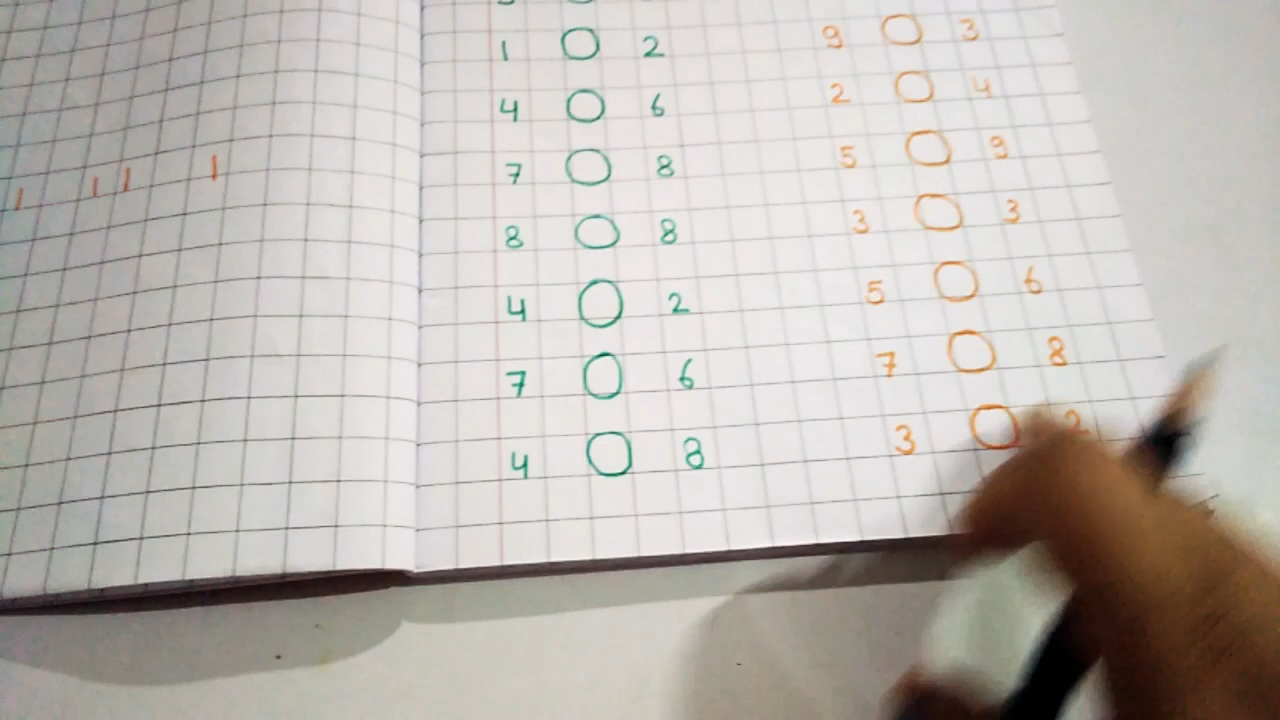 1 ○ 2
4 ○ 6
7 ○ 8
8 ○ 8
4 ○ 2
7 ○ 6
4 ○ 8
9 ○ 3
2 ○ 4
5 ○ 9
3 ○ 3
5 ○ 6
7 ○ 8
3 ○ 2